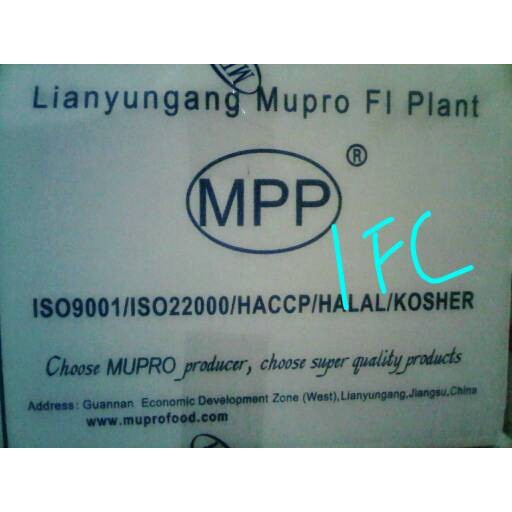 Lianyungang Mupro FI Plant
MPP ®
IFC
ISO9001/ISO22000/HACCP/HALAL/KOSHER
Choose MUPRO producer, choose super quality products
Address: Guannan Economic Development Zone (West),Lianyungang,Jiangsu,China
www.muprofood.com